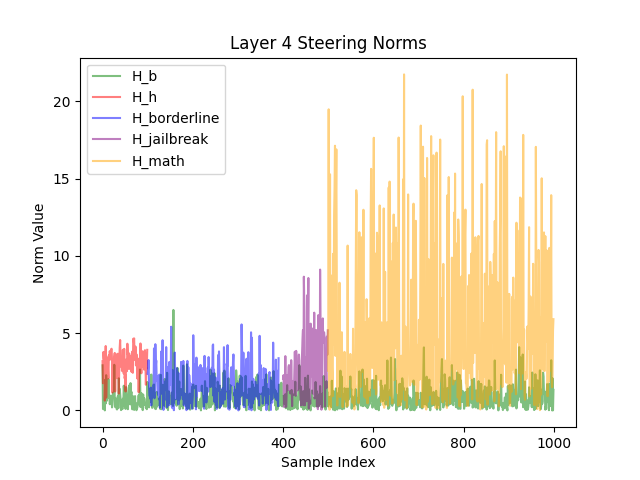 Layer 4 Steering Norms
H_b
H_h
H_borderline
H_jailbreak
H_math
Norm Value
20
15
10
5
0
0
200
400
600
800
1000
Sample Index